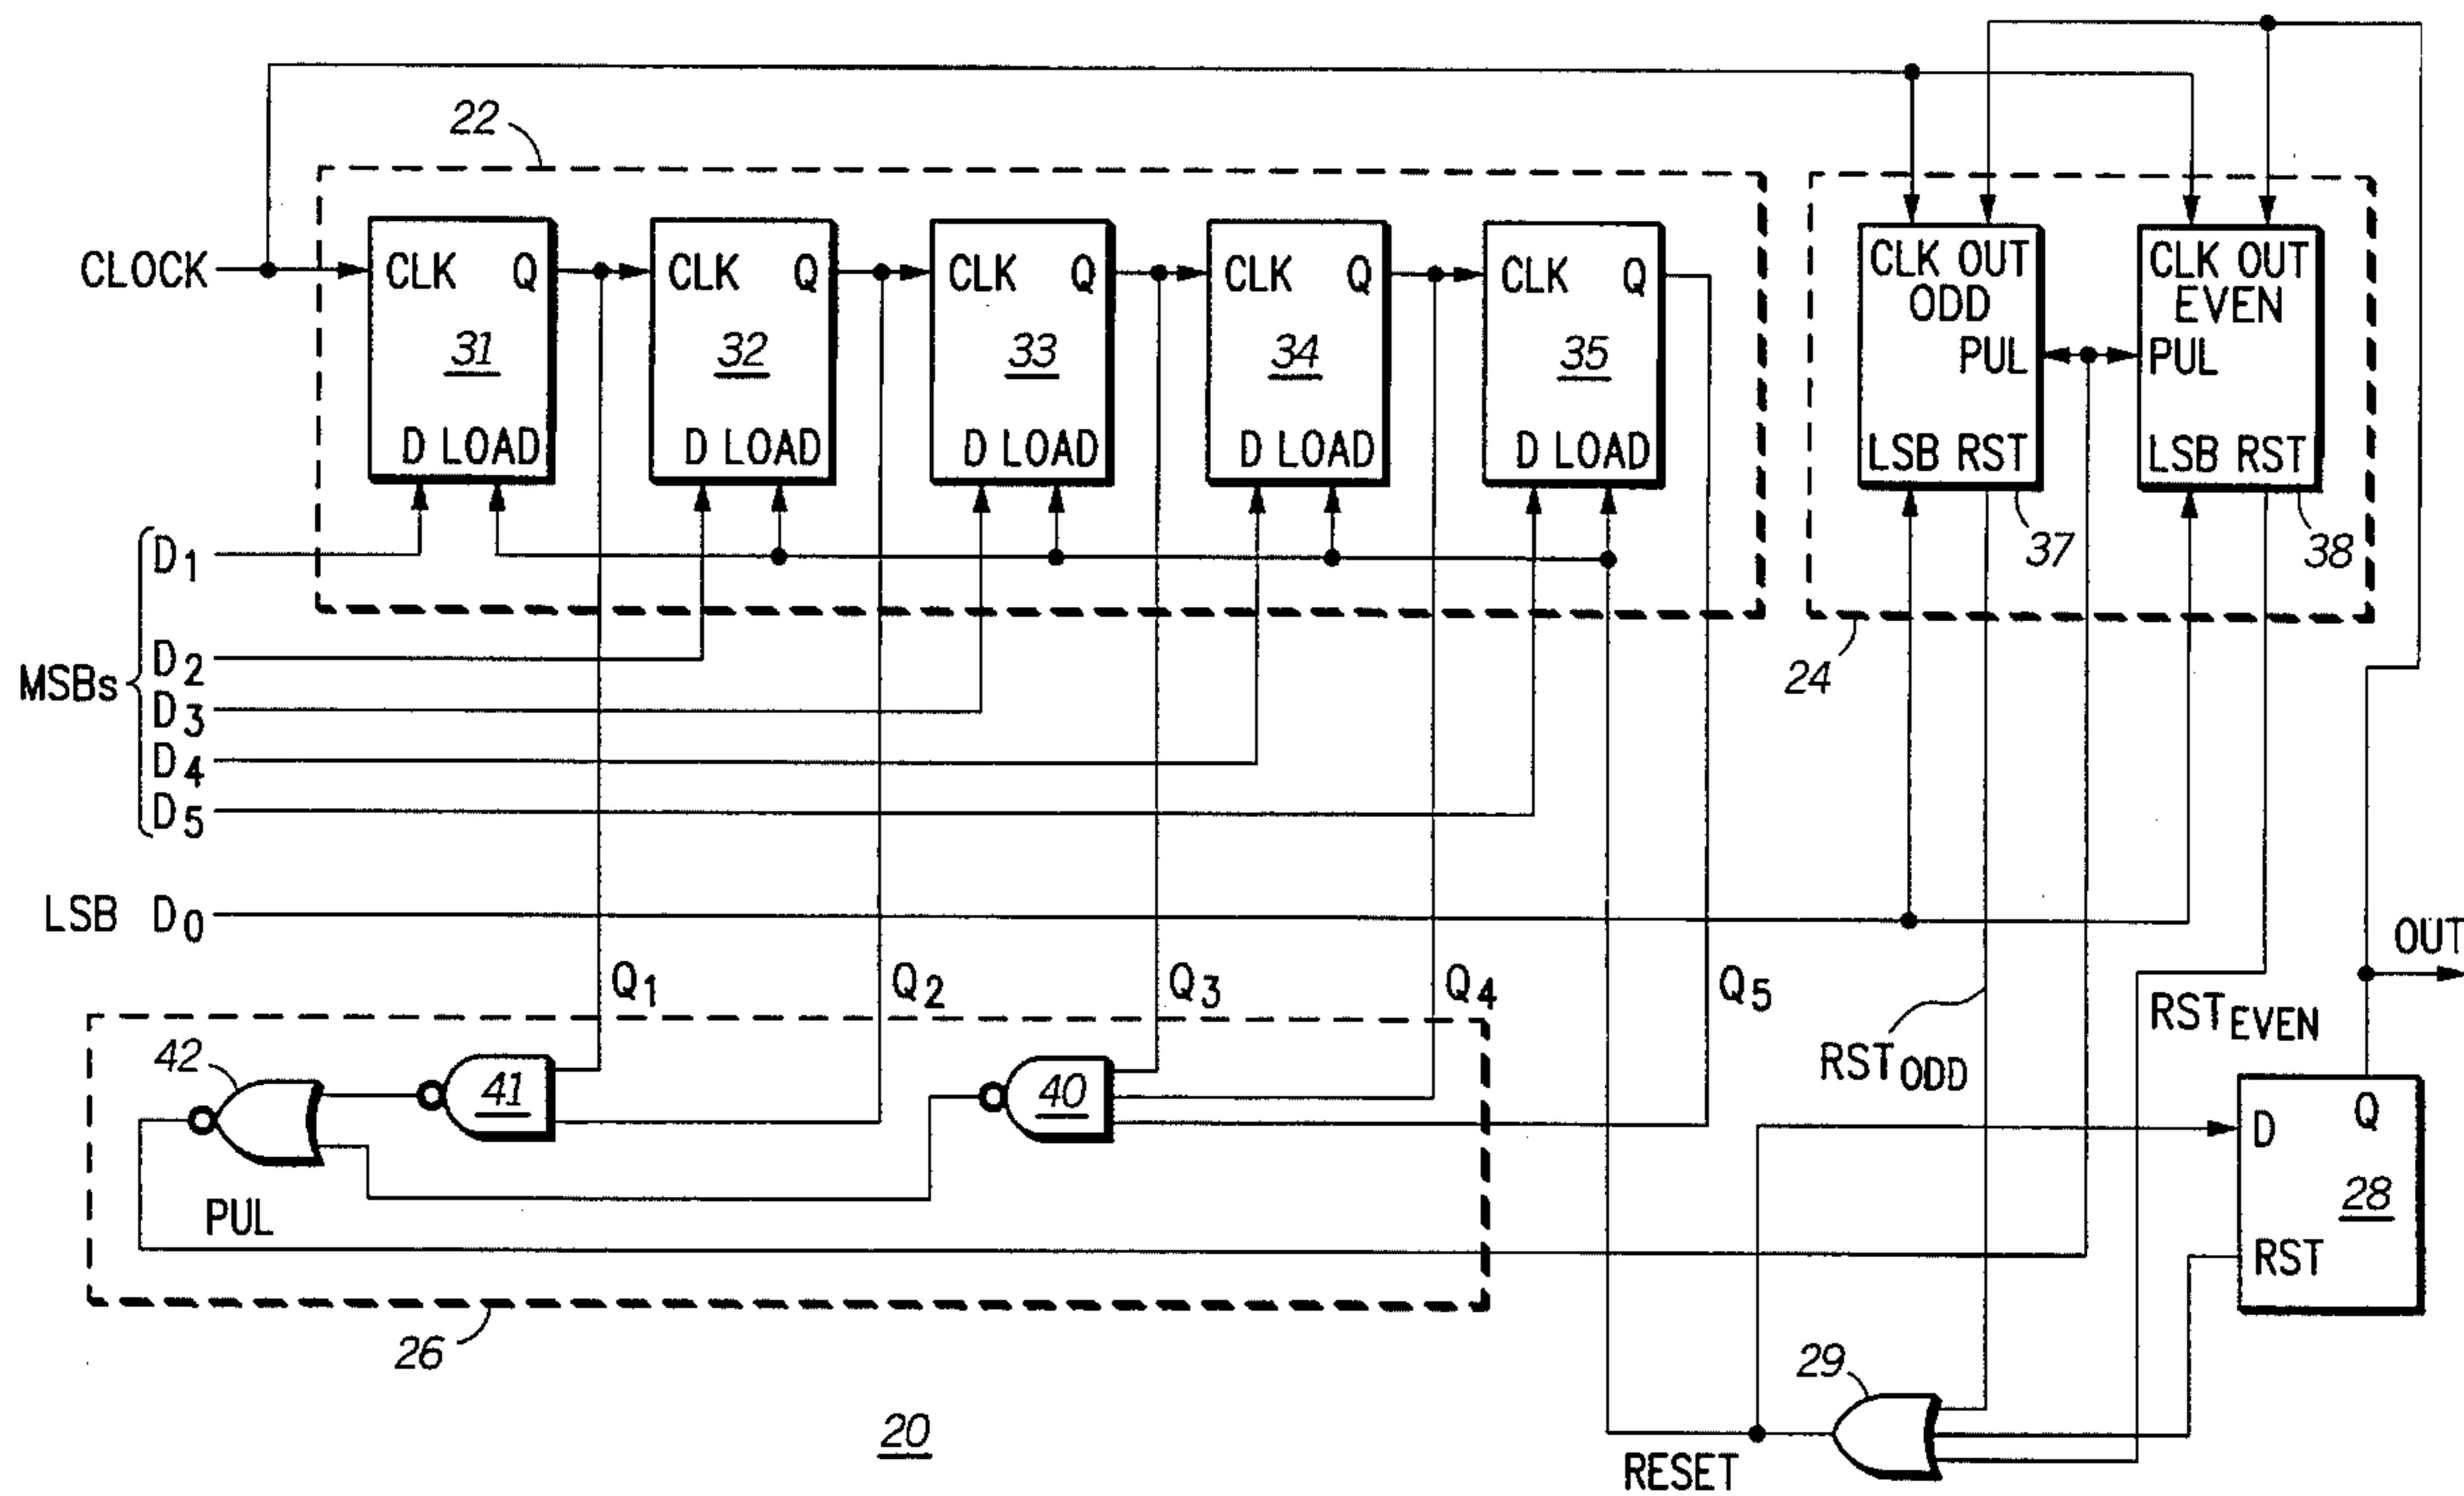 22
CLOCK
CLK Q
31
D LOAD
CLK Q
32
D LOAD
CLK Q
33
D LOAD
CLK Q
34
D LOAD
CLK Q
35
D LOAD
CLK OUT
ODD
PUL
LSB RST
37
CLK OUT
EVEN
PUL
LSB RST
38
24
MSBs
D1
D2
D3
D4
D5
LSB D0
Q1
Q2
Q3
Q4
Q5
RSTODD
RSTEVEN
OUT
42
41
40
PUL
26
D
Q
28
RST
29
RESET
20